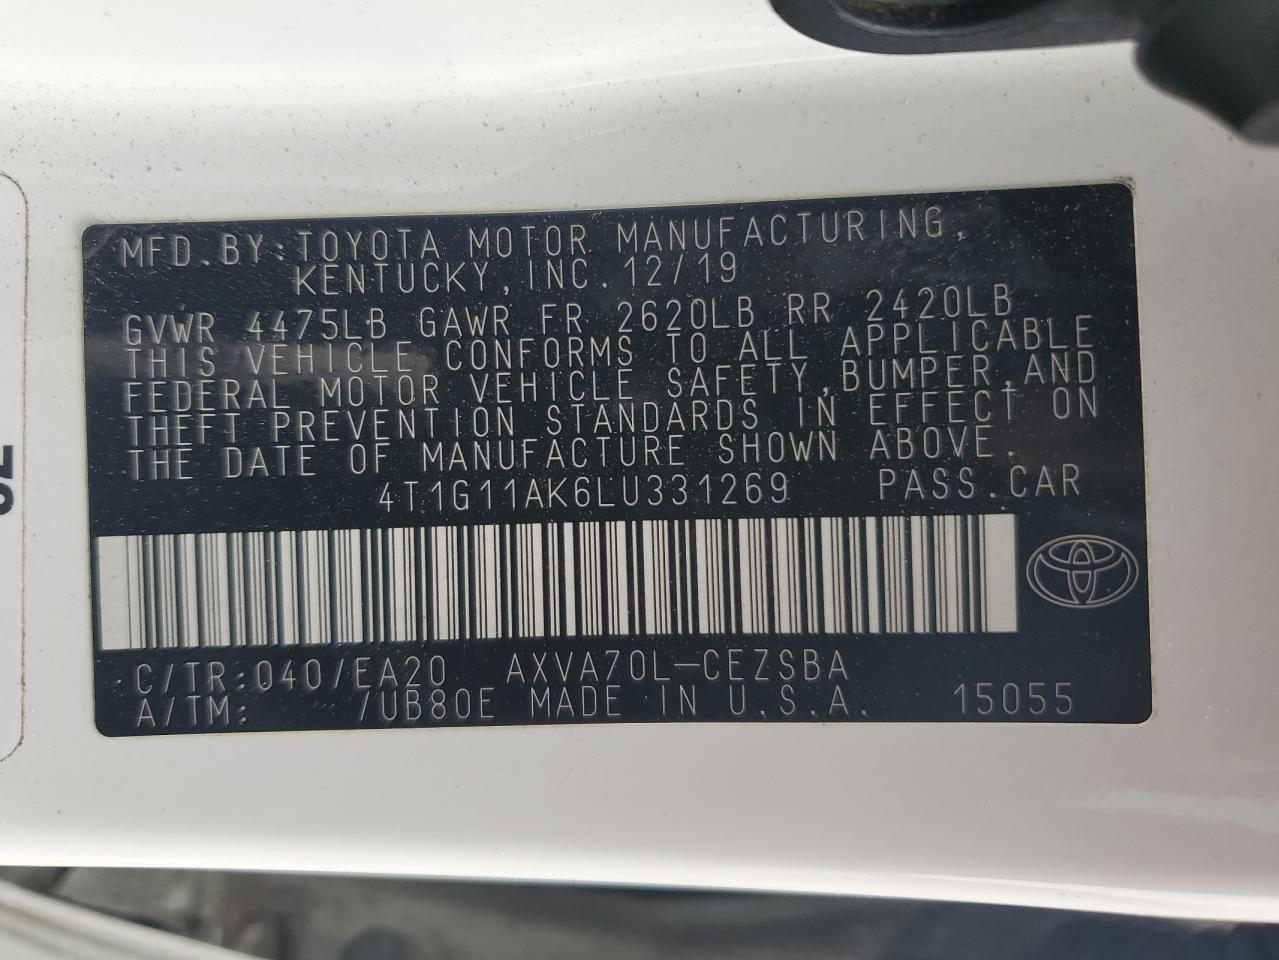 MFD.BY:TOYOTA MOTOR MANUFACTURING,
KENTUCKY,INC. 12/19
GVWR 4475LB GAWR FR 2620LB RR 2420LB
THIS VEHICLE CONFORMS TO ALL APPLICABLE
FEDERAL MOTOR VEHICLE SAFETY,BUMPER,AND
THEFT PREVENTION STANDARDS IN EFFECT ON
THE DATE OF MANUFACTURE SHOWN ABOVE.
4T1G11AK6LU331269 PASS.CAR
C/TR:040/EA20 AXVA70L-CEZSBA
A/TM: /UB80E MADE IN U.S.A. 15055